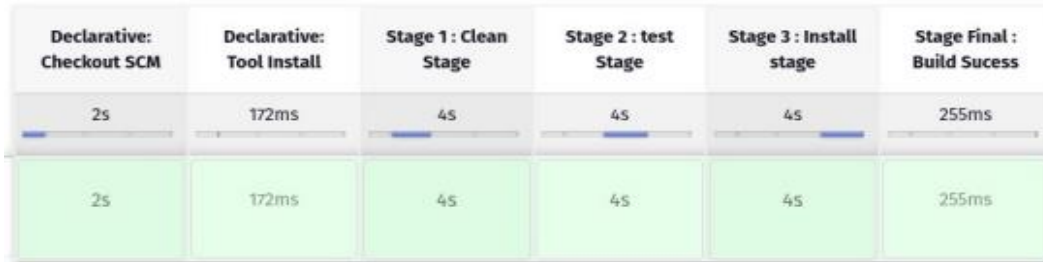 Declarative:
Checkout SCM
Declarative:
Tool Install
Stage 1 : Clean
Stage
Stage 2 : test
Stage
Stage 3 : Install
stage
Stage Final :
Build Sucess
2s
172ms
4s
4s
4s
255ms
2s
172ms
4s
4s
4s
255ms